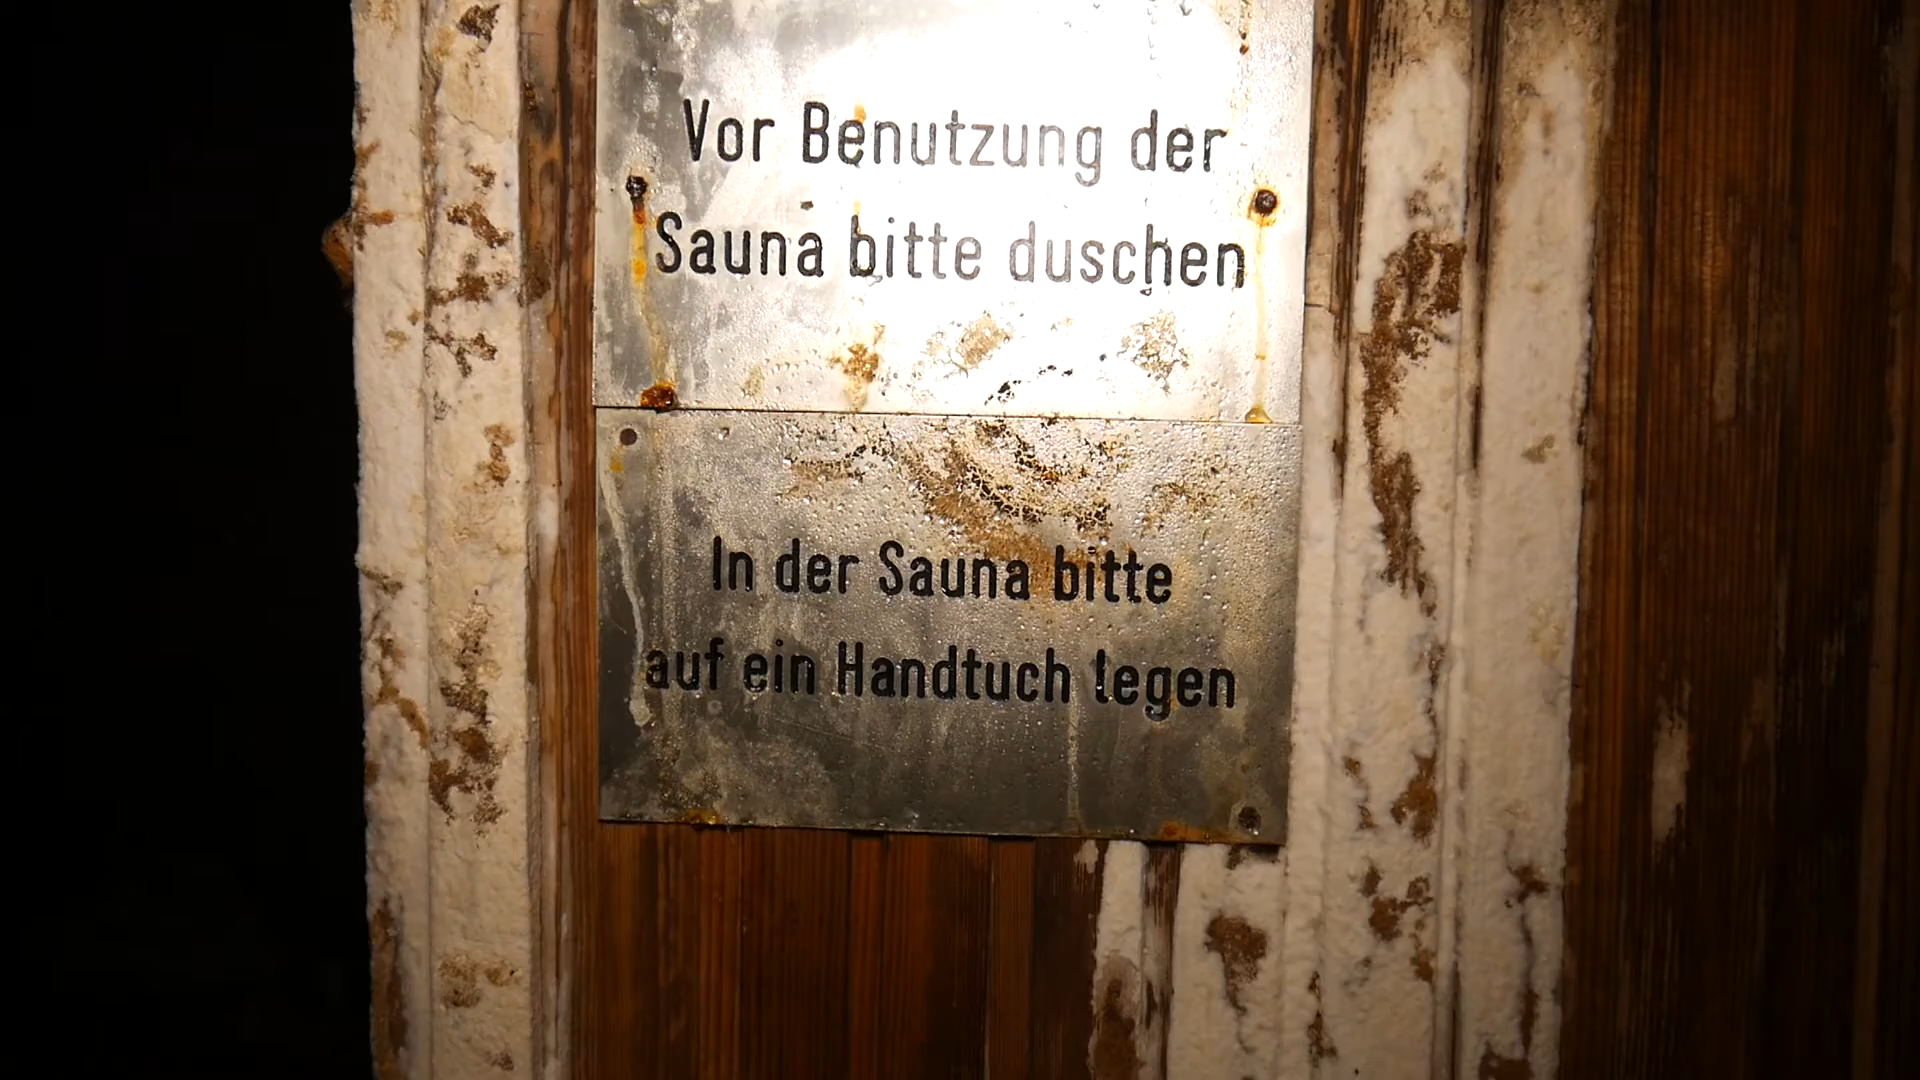 Vor Benutzung der
Sauna bitte duschen
In der Sauna bitte
auf ein Handtuch legen